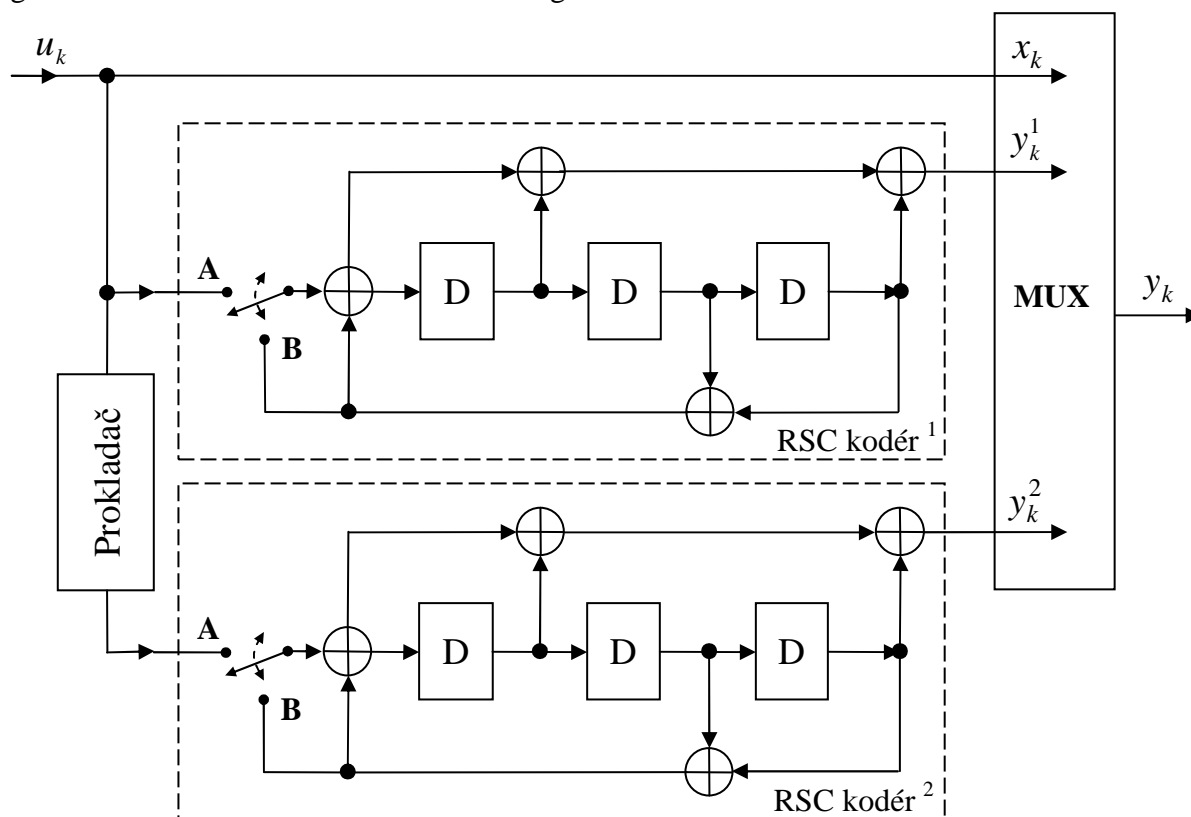 u_k
x_k
y_k^1
A
D
D
D
B
MUX
y_k
Prokladač
RSC kodér ^1
y_k^2
A
D
D
D
B
RSC kodér ^2